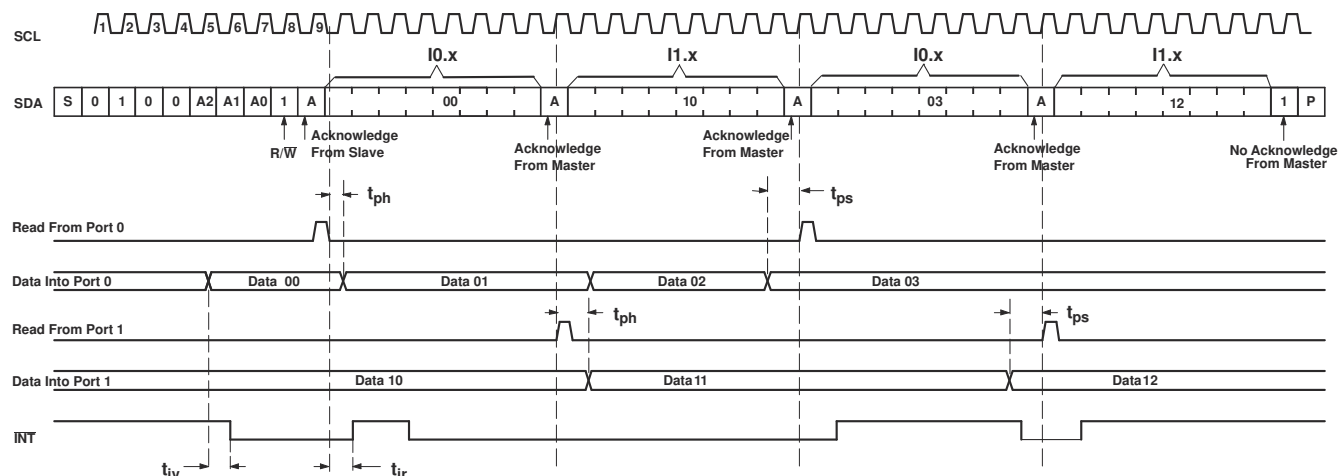 SCL 1 2 3 4 5 6 7 8 9
I0.x I1.x I0.x I1.x
SDA S 0 1 0 0 A2 A1 A0 1 A 00 A 10 A 03 A 12 1 P
R/W̅
Acknowledge
From Slave
Acknowledge
From Master
Acknowledge
From Master
Acknowledge
From Master
No Acknowledge
From Master
tph tps
Read From Port 0
Data Into Port 0 Data 00 Data 01 Data 02 Data 03
tph tps
Read From Port 1
Data Into Port 1 Data 10 Data 11 Data 12
I̅N̅T̅
tiv tir